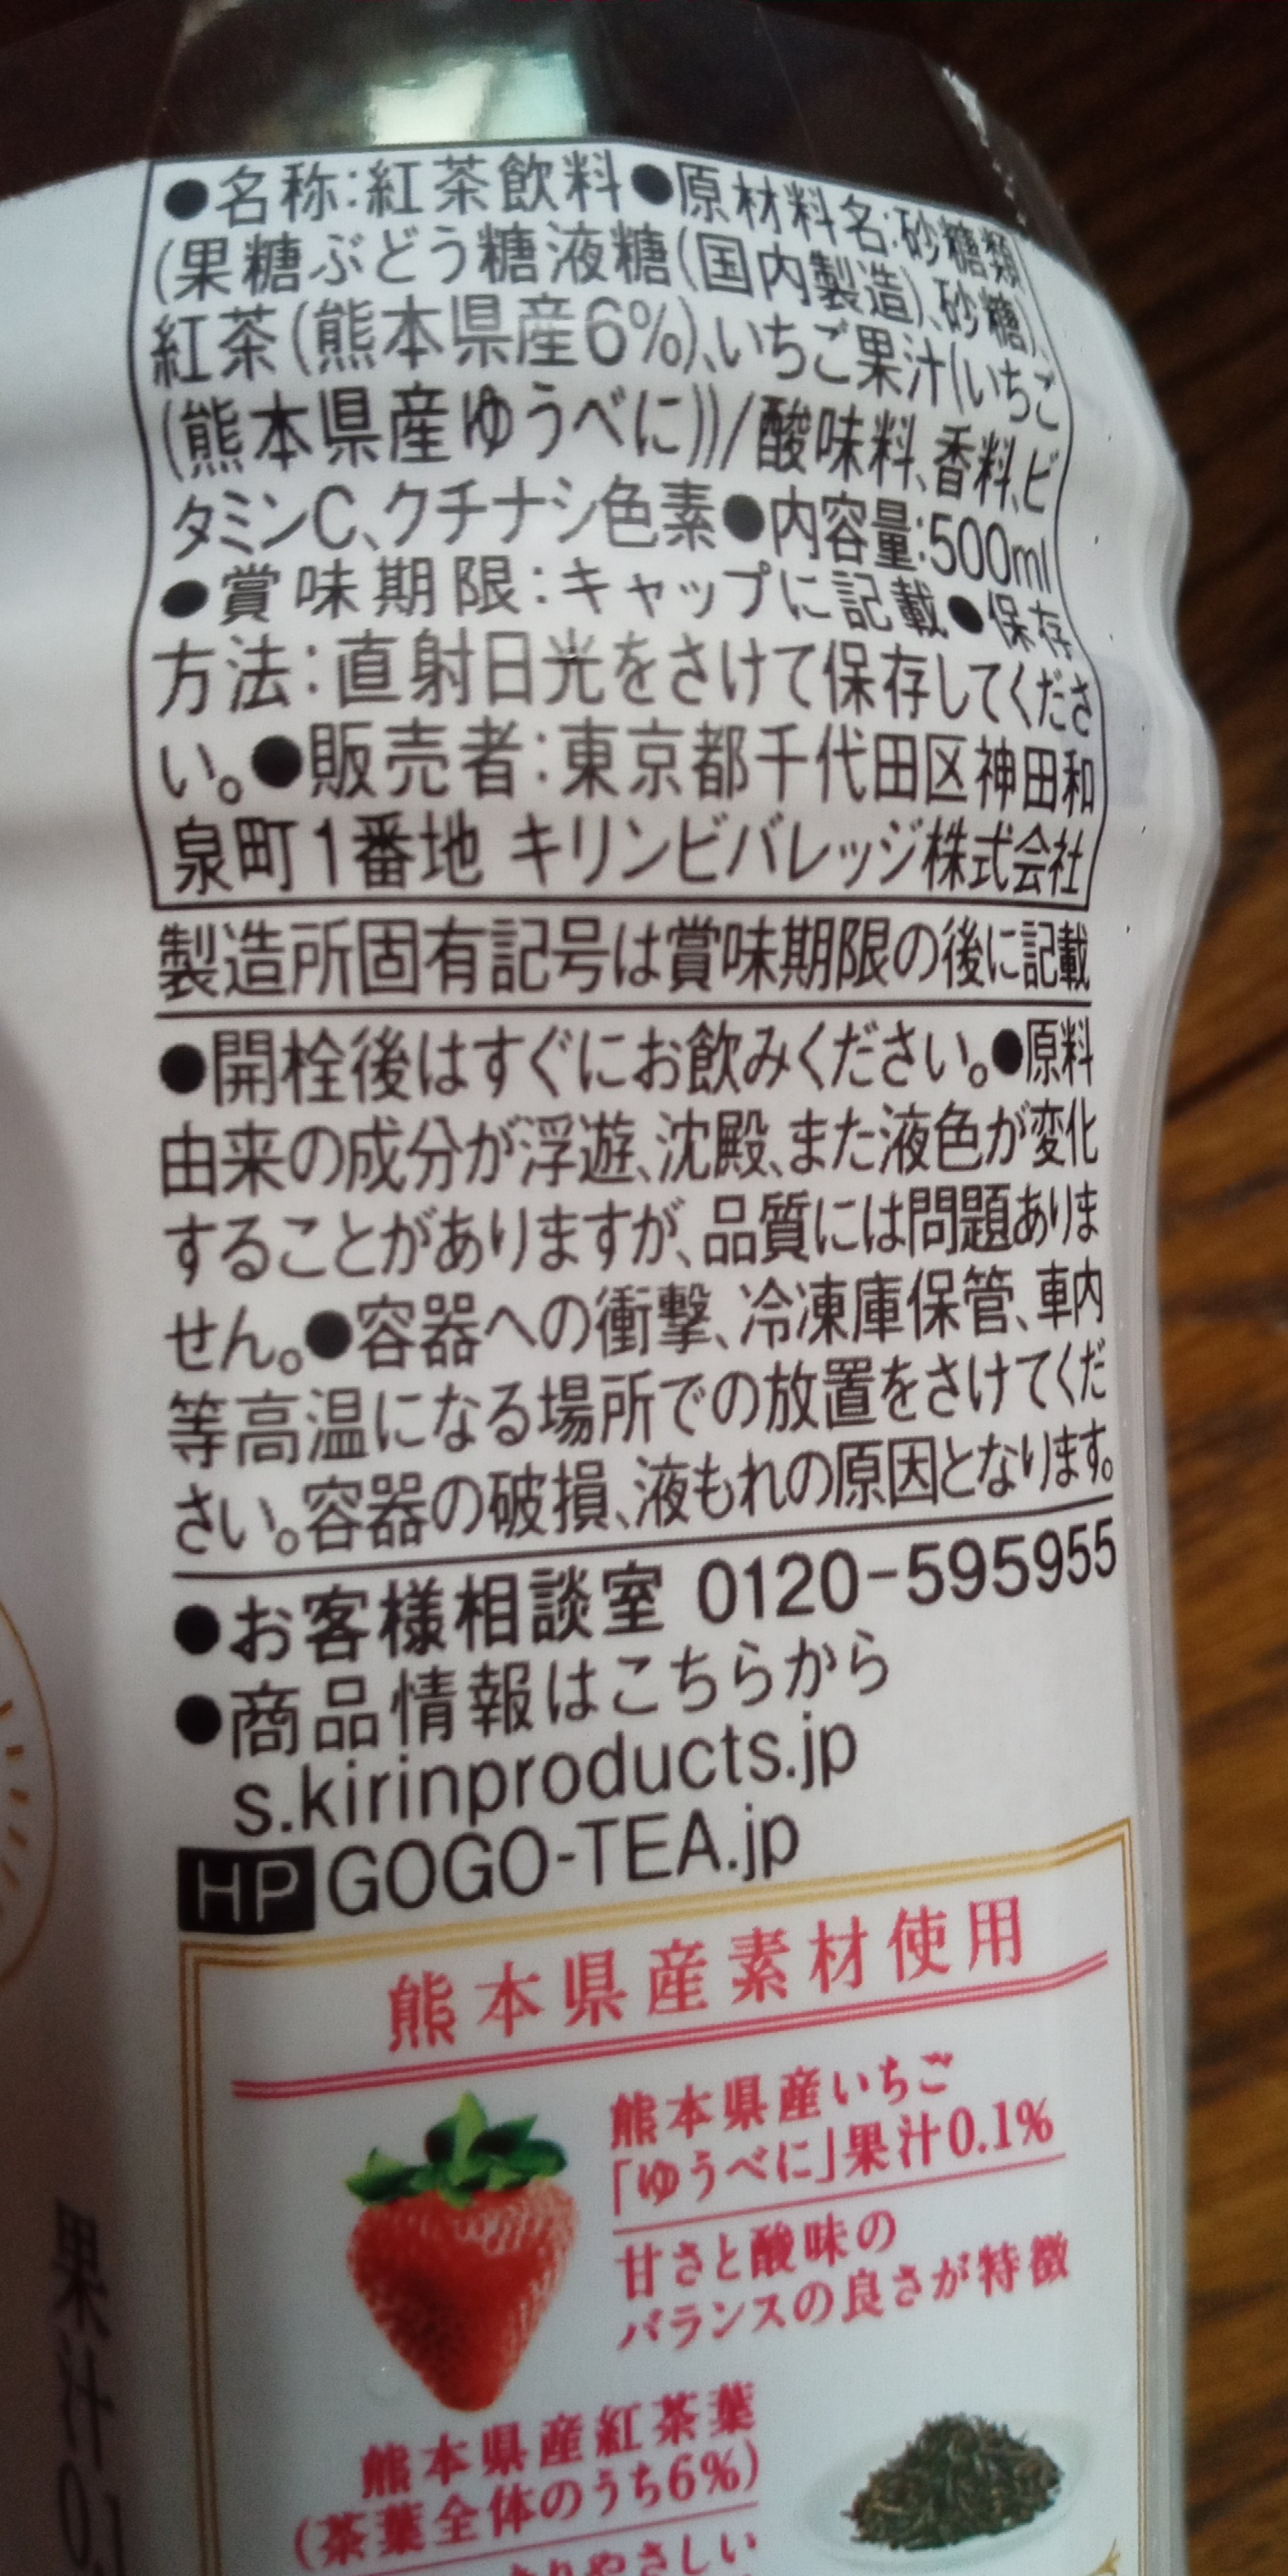 ●名称:紅茶飲料●原材料名:砂糖類
(果糖ぶどう糖液糖(国内製造)、砂糖)、
紅茶(熊本県産6%)、いちご果汁(いちご
(熊本県産ゆうべに))/酸味料、香料、ビ
タミンC、クチナシ色素●内容量:500ml
●賞味期限:キャップに記載●保存
方法:直射日光をさけて保存してくださ
い。●販売者:東京都千代田区神田和
泉町1番地 キリンビバレッジ株式会社
製造所固有記号は賞味期限の後に記載
●開栓後はすぐにお飲みください。●原料
由来の成分が浮遊、沈殿、また液色が変化
することがありますが、品質には問題ありま
せん。●容器への衝撃、冷凍庫保管、車内
等高温になる場所での放置をさけてくだ
さい。容器の破損、液もれの原因となります。
●お客様相談室 0120-595955
●商品情報はこちらから
s.kirinproducts.jp
HP GOGO-TEA.jp
熊本県産素材使用
熊本県産いちご
「ゆうべに」果汁0.1%
甘さと酸味の
バランスの良さが特徴
熊本県産紅茶葉
(茶葉全体のうち6%)
やさしい
果汁